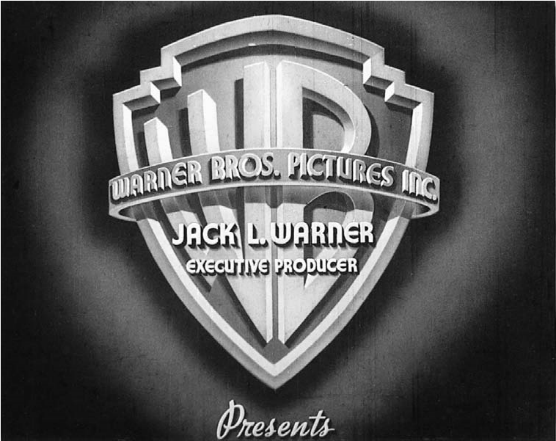 WB
WARNER BROS. PICTURES INC.
JACK L. WARNER
EXECUTIVE PRODUCER
Presents